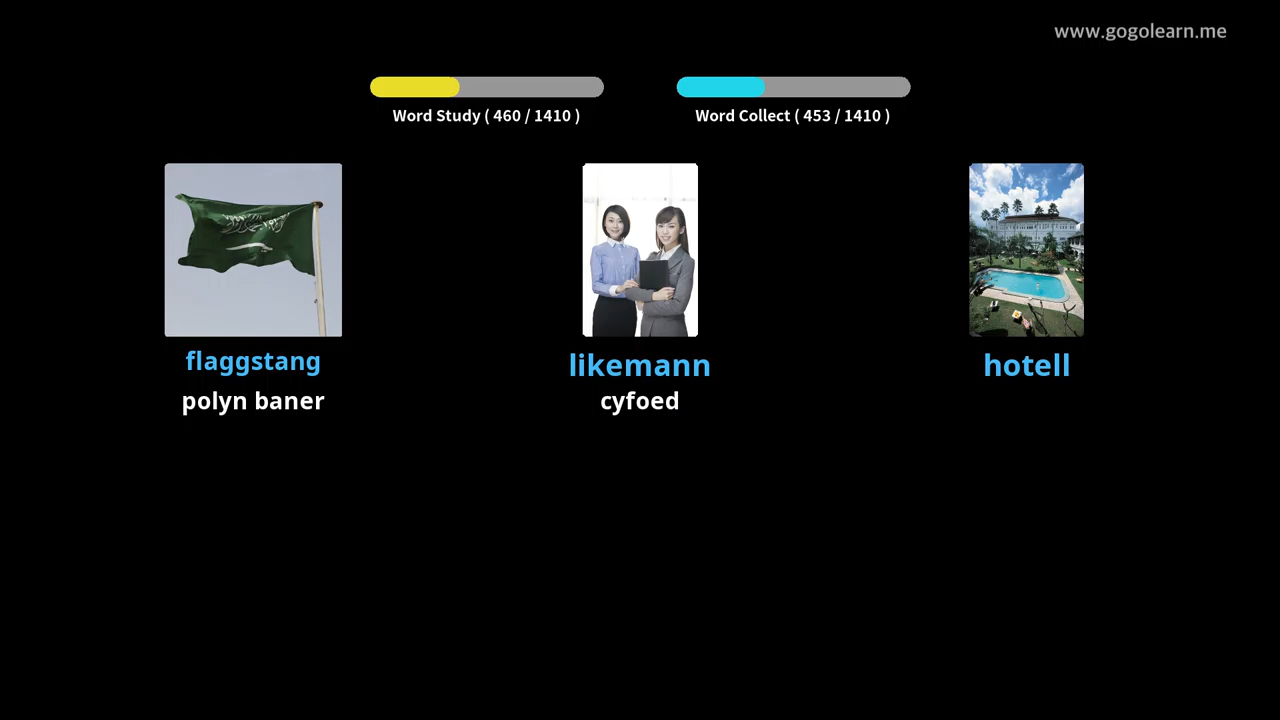 www.gogolearn.me
Word Study ( 460 / 1410 )
Word Collect ( 453 / 1410 )
flaggstang
polyn baner
likemann
cyfoed
hotell